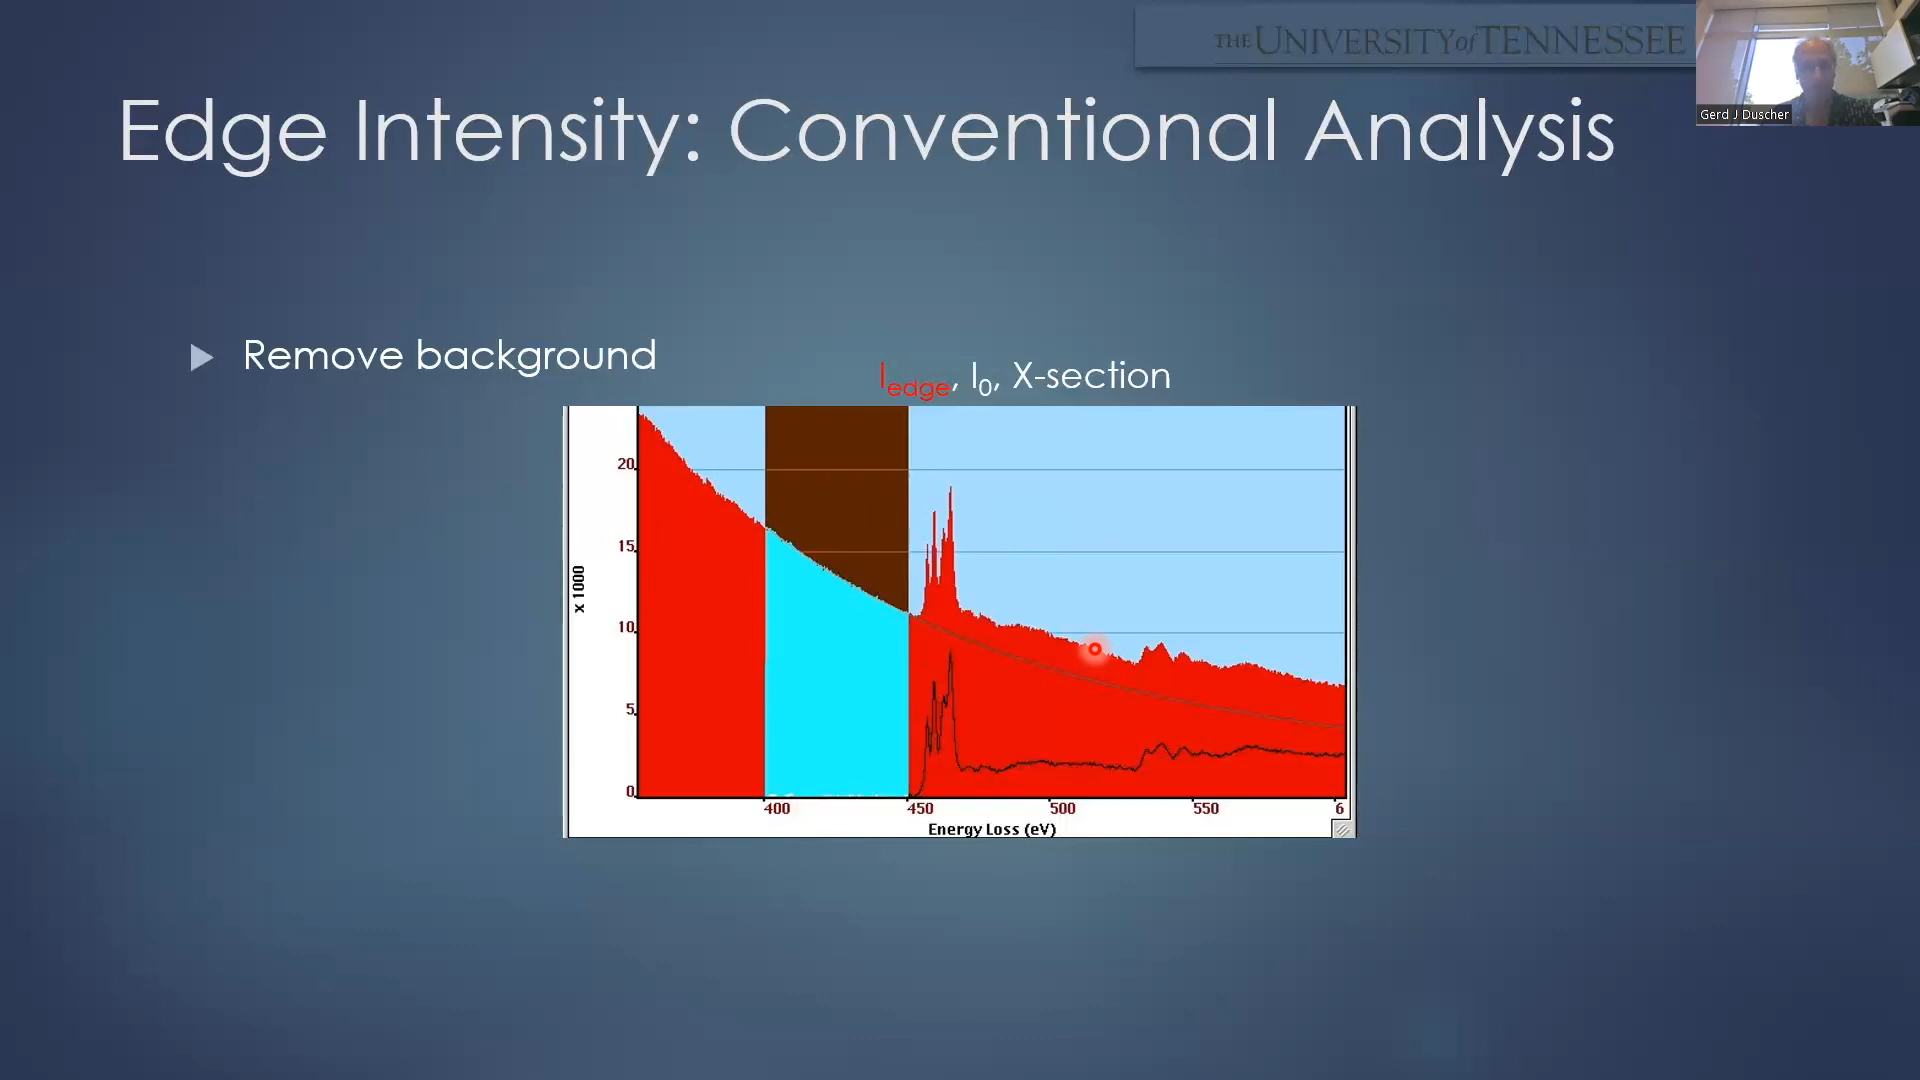 THE UNIVERSITY of TENNESSEE
Gerd J Duscher
Edge Intensity: Conventional Analysis
Remove background
Iedge, I0, X-section
20
15
10
5
0
x 1000
400 450 500 550 6
Energy Loss (eV)